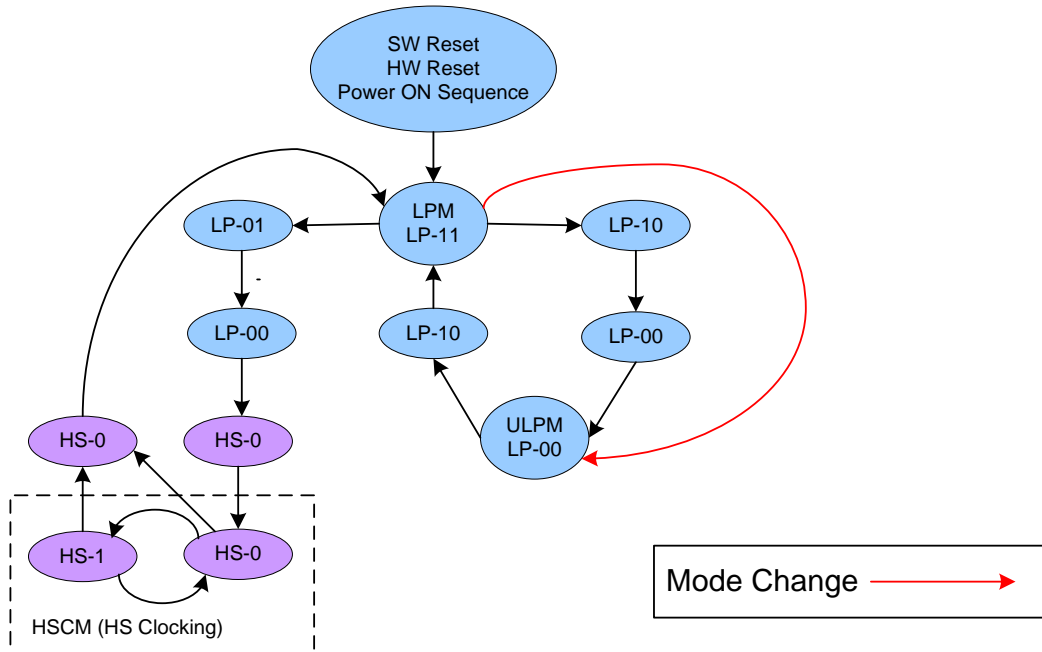 SW Reset
HW Reset
Power ON Sequence
LPM
LP-11
LP-01
LP-10
LP-00
LP-10
LP-00
ULPM
LP-00
HS-0
HS-0
HS-1
HS-0
HSCM (HS Clocking)
Mode Change